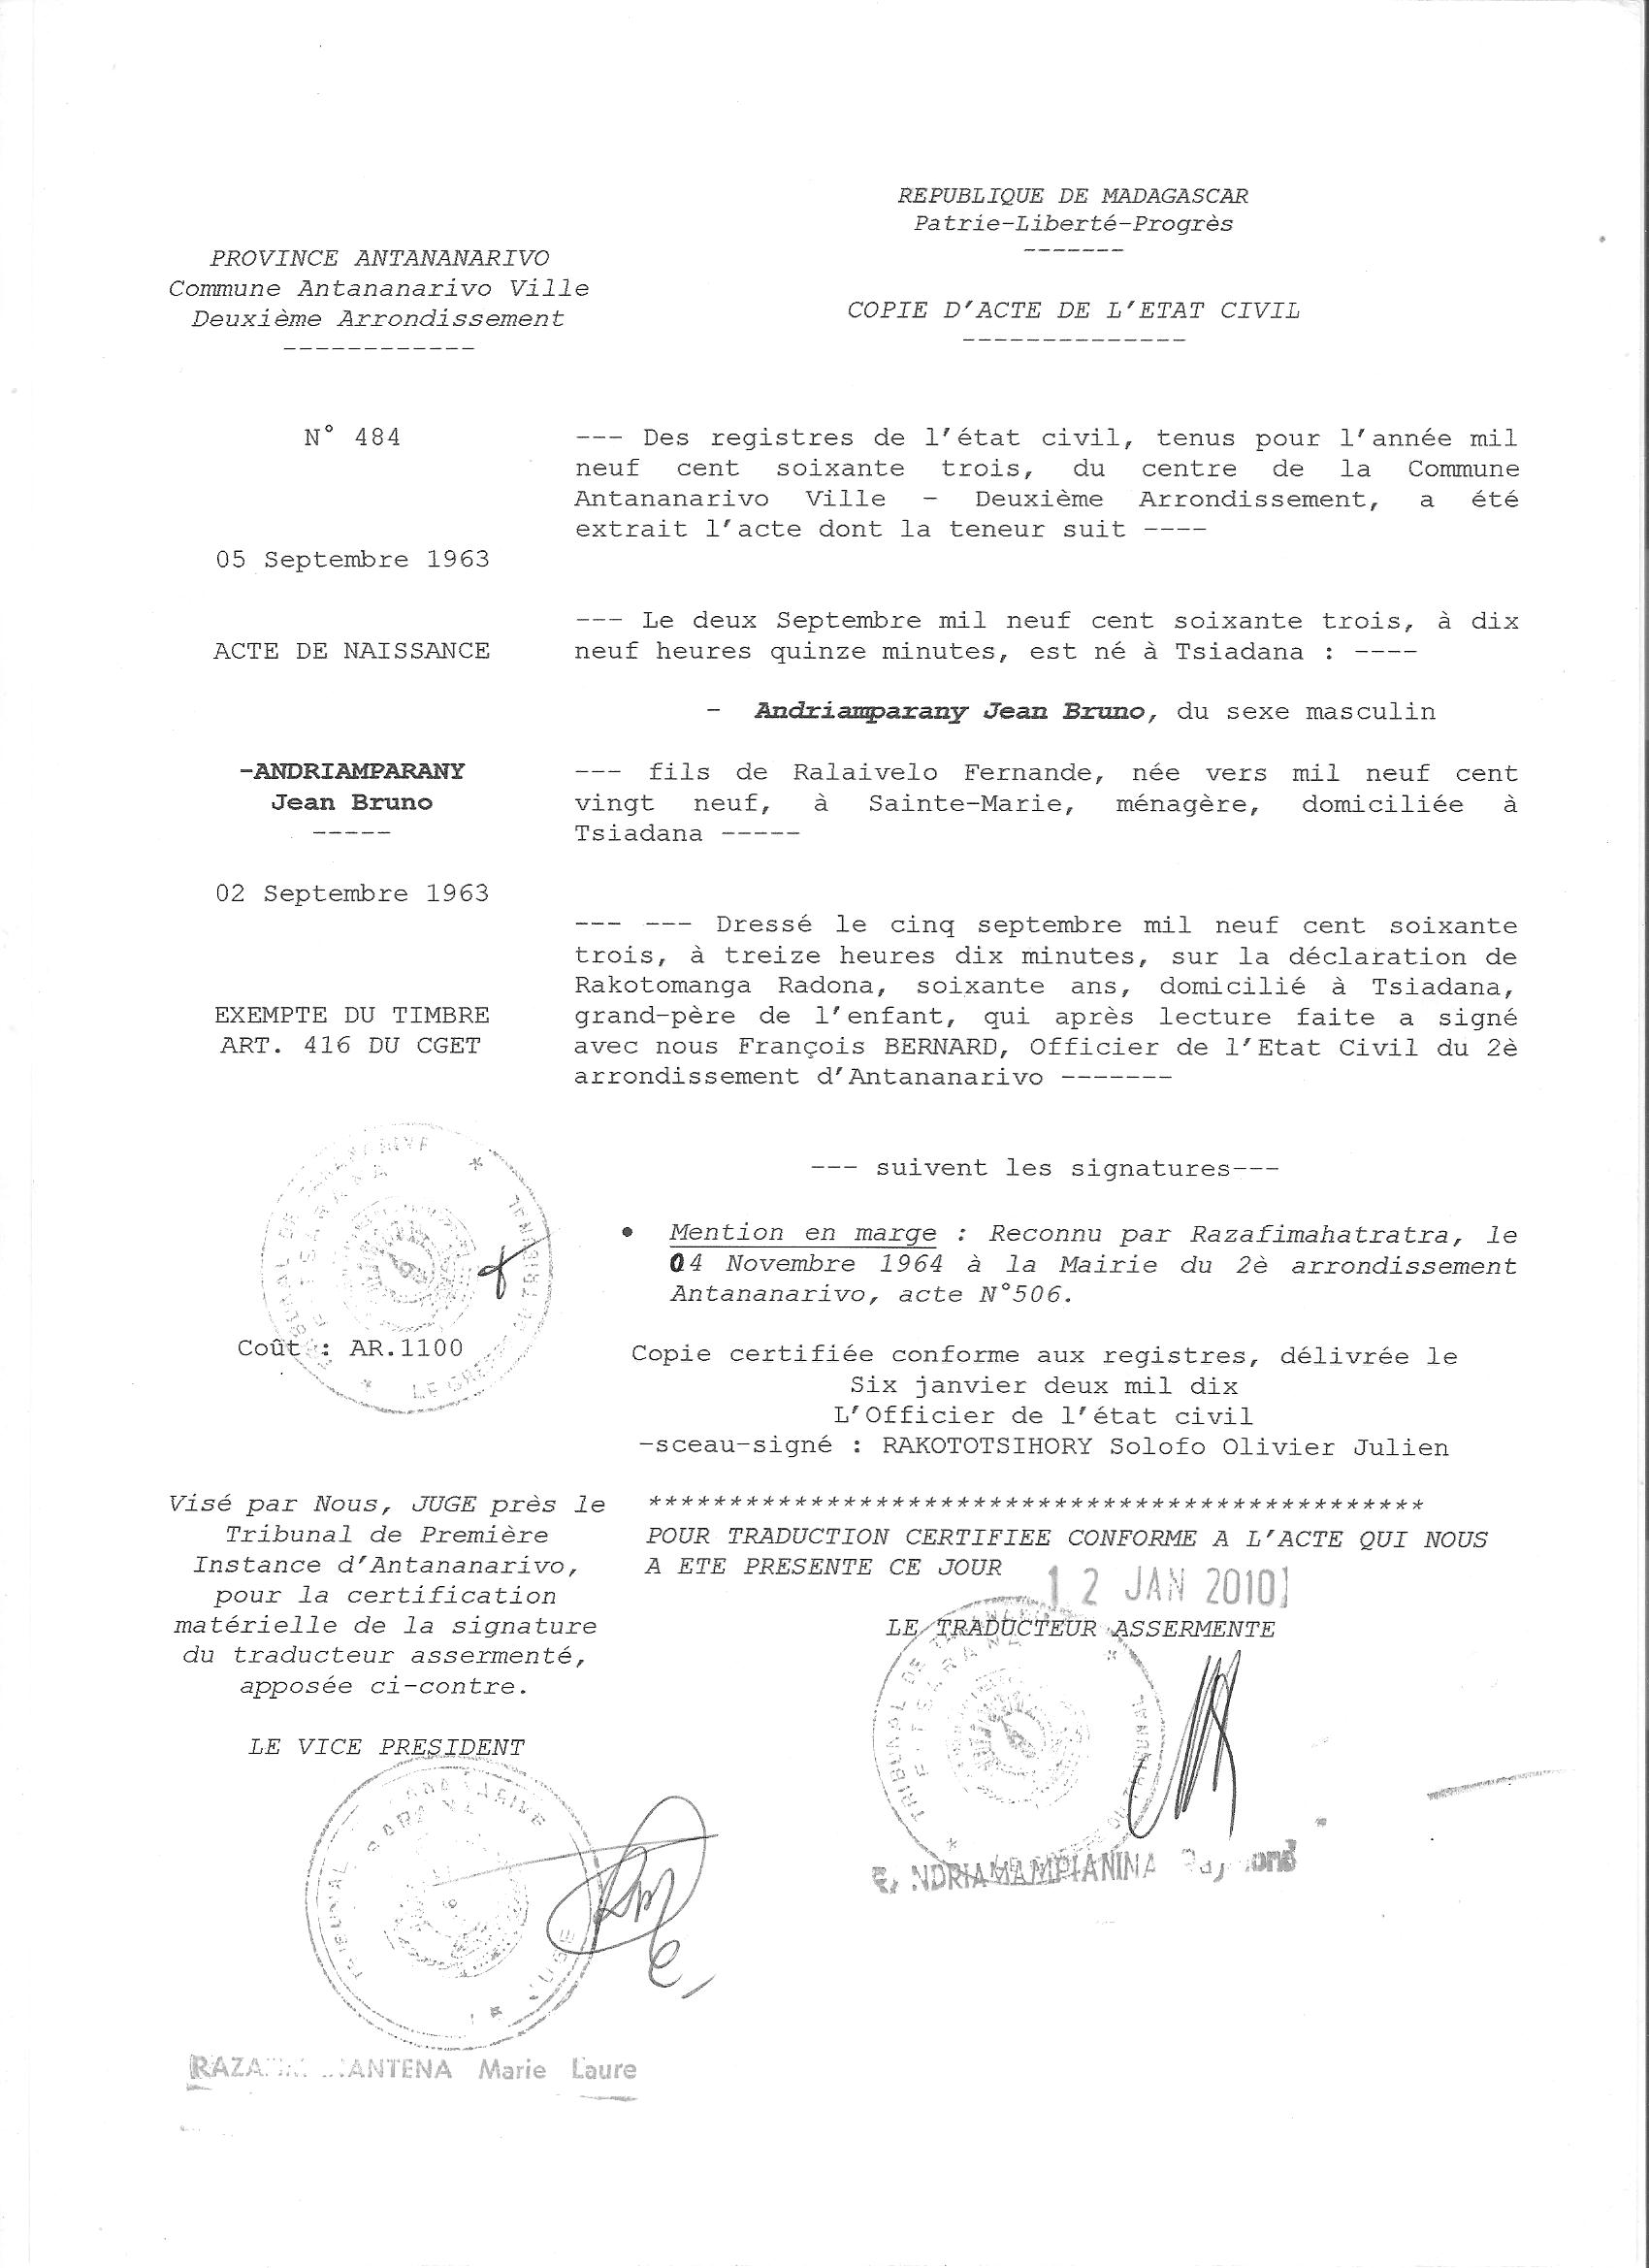 REPUBLIQUE DE MADAGASCAR
Patrie-Liberté-Progrès
-------
PROVINCE ANTANANARIVO
Commune Antananarivo Ville
Deuxième Arrondissement
------------
COPIE D'ACTE DE L'ETAT CIVIL
--------------
N° 484
--- Des registres de l'état civil, tenus pour l'année mil
neuf cent soixante trois, du centre de la Commune
Antananarivo Ville - Deuxième Arrondissement, a été
extrait l'acte dont la teneur suit ----
05 Septembre 1963
--- Le deux Septembre mil neuf cent soixante trois, à dix
neuf heures quinze minutes, est né à Tsiadana : ----
ACTE DE NAISSANCE
- Andriamparany Jean Bruno, du sexe masculin
-ANDRIAMPARANY
Jean Bruno
-----
--- fils de Ralaivelo Fernande, née vers mil neuf cent
vingt neuf, à Sainte-Marie, ménagère, domiciliée à
Tsiadana -----
02 Septembre 1963
--- --- Dressé le cinq septembre mil neuf cent soixante
trois, à treize heures dix minutes, sur la déclaration de
Rakotomanga Radona, soixante ans, domicilié à Tsiadana,
grand-père de l'enfant, qui après lecture faite a signé
avec nous François BERNARD, Officier de l'Etat Civil du 2è
arrondissement d'Antananarivo -------
EXEMPTE DU TIMBRE
ART. 416 DU CGET
--- suivent les signatures---
• Mention en marge : Reconnu par Razafimahatratra, le
04 Novembre 1964 à la Mairie du 2è arrondissement
Antananarivo, acte N°506.
Coût : AR.1100
Copie certifiée conforme aux registres, délivrée le
Six janvier deux mil dix
L'Officier de l'état civil
-sceau-signé : RAKOTOTSIHORY Solofo Olivier Julien
Visé par Nous, JUGE près le
Tribunal de Première
Instance d'Antananarivo,
pour la certification
matérielle de la signature
du traducteur assermenté,
apposée ci-contre.
LE VICE PRESIDENT
************************************************
POUR TRADUCTION CERTIFIEE CONFORME A L'ACTE QUI NOUS
A ETE PRESENTE CE JOUR
12 JAN 2010
LE TRADUCTEUR ASSERMENTE
TRIBUNAL DE
Marie Laure